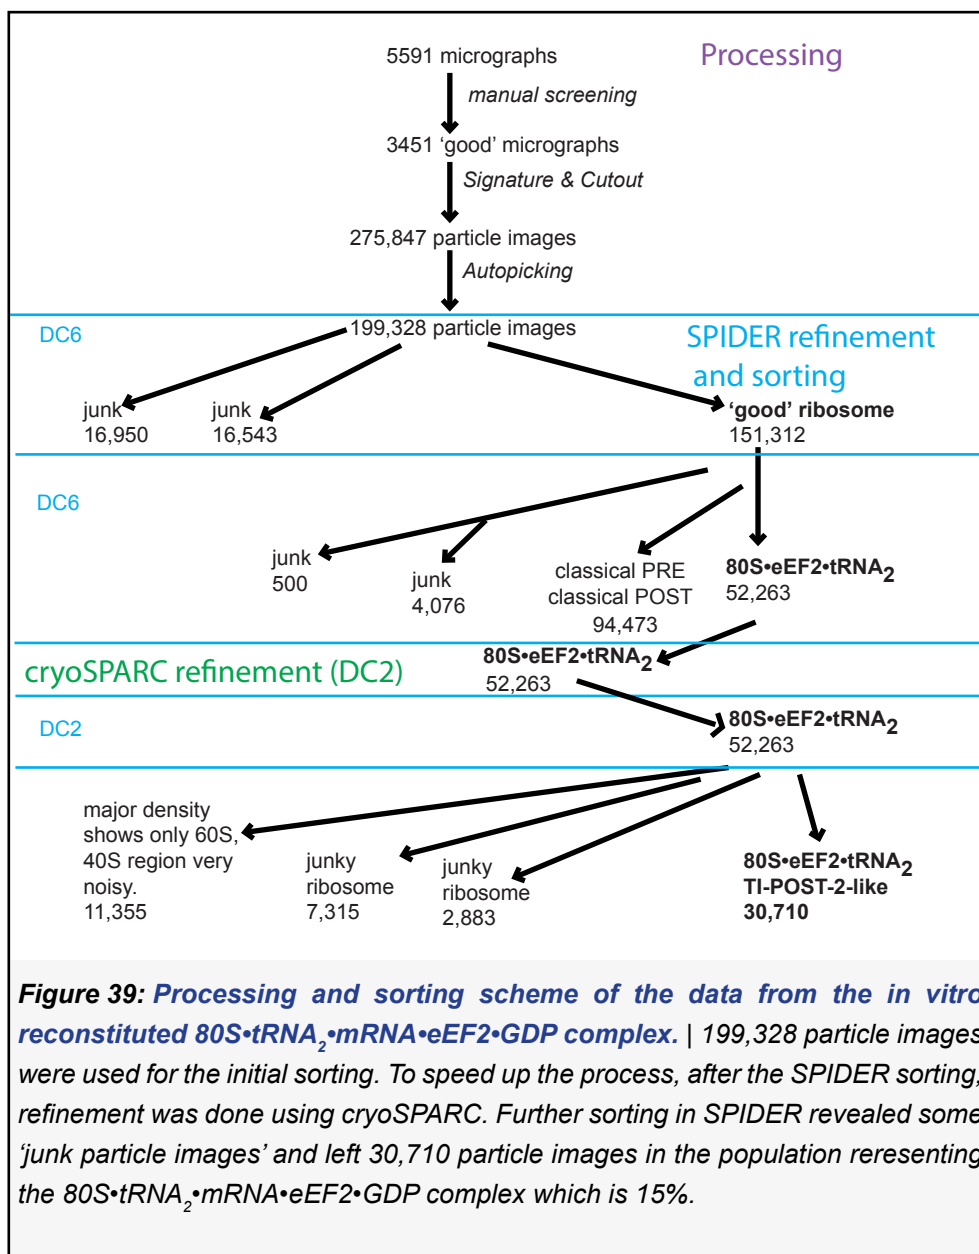 Processing
5591 micrographs
manual screening
3451 ‘good’ micrographs
Signature & Cutout
275,847 particle images
Autopicking
DC6
199,328 particle images
SPIDER refinement
and sorting
junk
16,950
junk
16,543
‘good’ ribosome
151,312
DC6
junk
500
junk
4,076
classical PRE
classical POST
94,473
80S•eEF2•tRNA2
52,263
cryoSPARC refinement (DC2)
80S•eEF2•tRNA2
52,263
DC2
80S•eEF2•tRNA2
52,263
major density
shows only 60S,
40S region very
noisy.
11,355
junky
ribosome
7,315
junky
ribosome
2,883
80S•eEF2•tRNA2
TI-POST-2-like
30,710
Figure 39: Processing and sorting scheme of the data from the in vitro
reconstituted 80S•tRNA2•mRNA•eEF2•GDP complex. | 199,328 particle images
were used for the initial sorting. To speed up the process, after the SPIDER sorting,
refinement was done using cryoSPARC. Further sorting in SPIDER revealed some
‘junk particle images’ and left 30,710 particle images in the population reresenting
the 80S•tRNA2•mRNA•eEF2•GDP complex which is 15%.